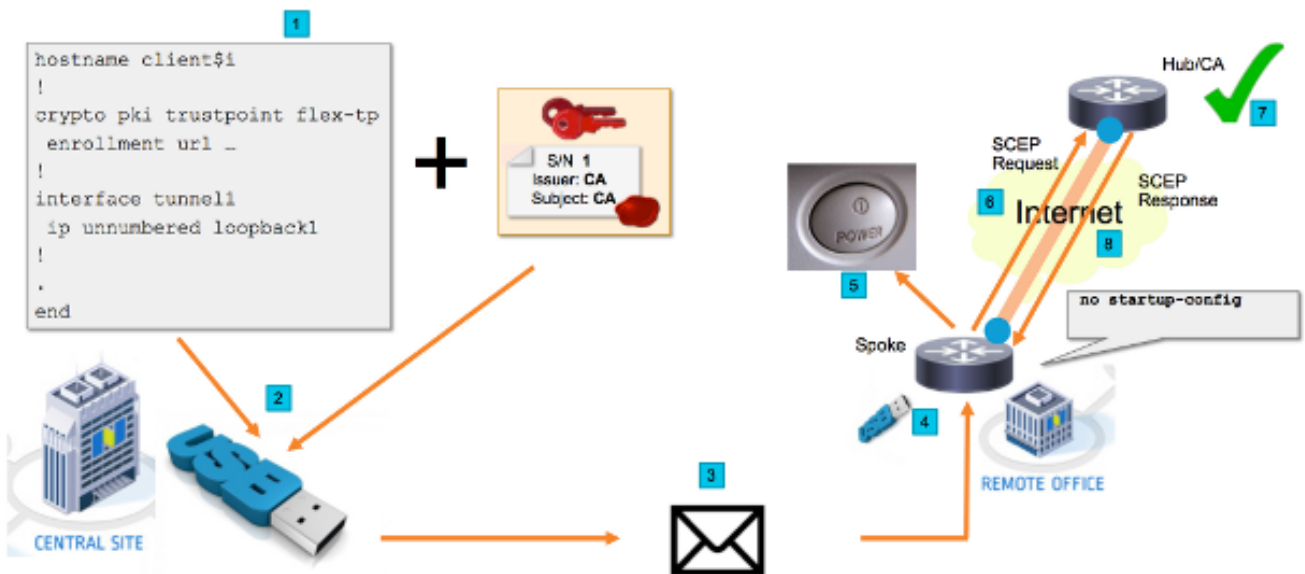 1
hostname client$i
!
crypto pki trustpoint flex-tp
enrollment url …
!
interface tunnel1
ip unnumbered loopback1
!
.
end
S/N 1
Issuer: CA
Subject: CA
2
USB
CENTRAL SITE
3
4
5
POWER
Spoke
REMOTE OFFICE
no startup-config
6
SCEP
Request
Internet
8
SCEP
Response
Hub/CA
7